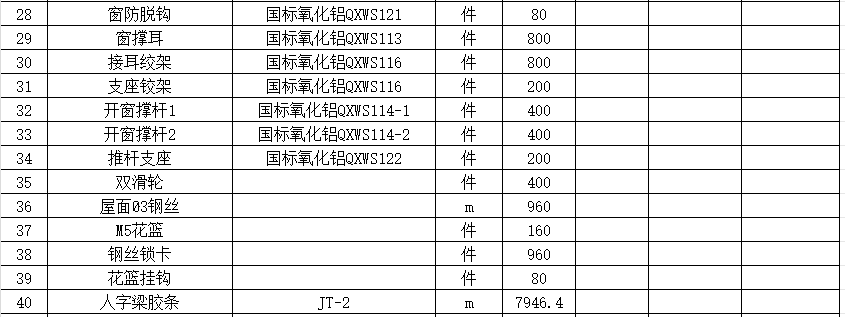 28 窗防脱钩 国标氧化铝QXWS121 件 80
29 窗撑耳 国标氧化铝QXWS113 件 800
30 接耳绞架 国标氧化铝QXWS116 件 800
31 支座铰架 国标氧化铝QXWS116 件 200
32 开窗撑杆1 国标氧化铝QXWS114-1 件 400
33 开窗撑杆2 国标氧化铝QXWS114-2 件 400
34 推杆支座 国标氧化铝QXWS122 件 200
35 双滑轮 件 400
36 屋面Ø3钢丝 m 960
37 M5花篮 件 160
38 钢丝锁卡 件 960
39 花篮挂钩 件 80
40 人字梁胶条 JT-2 m 7946.4